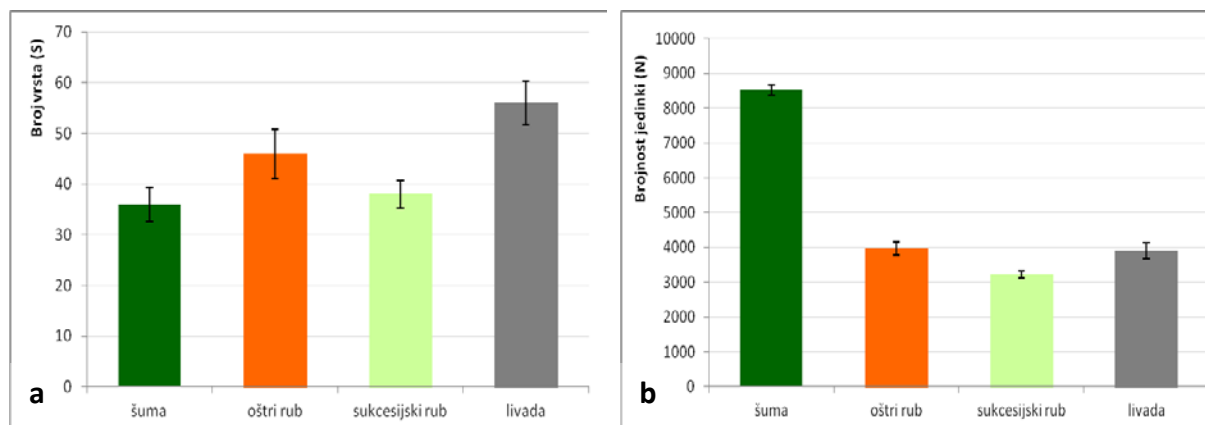 Broj vrsta (S)
70
60
50
40
30
20
10
0
šuma
oštri rub
sukcesijski rub
livada
a
Brojnost jedinki (N)
10000
9000
8000
7000
6000
5000
4000
3000
2000
1000
0
šuma
oštri rub
sukcesijski rub
livada
b